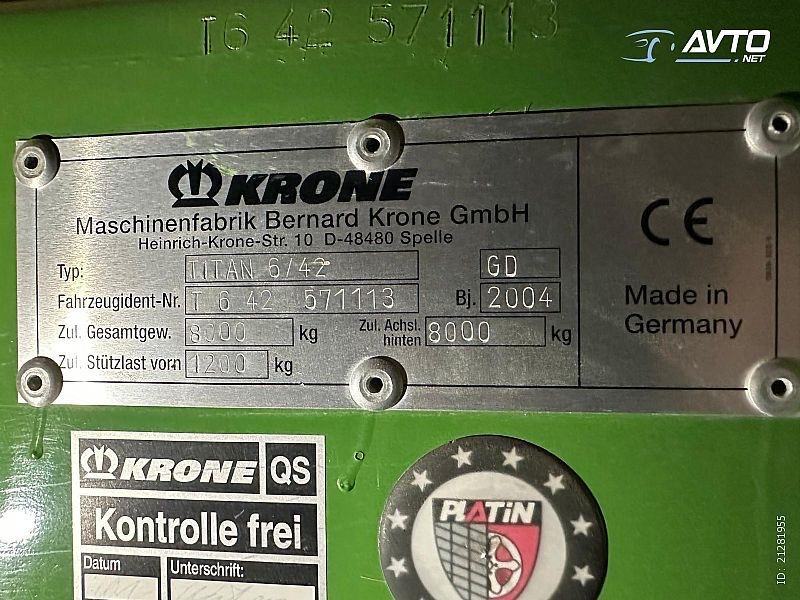 T6 42 571113
AVTO
.NET
KRONE
Maschinenfabrik Bernard Krone GmbH
Heinrich-Krone-Str. 10 D-48480 Spelle
Typ: TITAN 6/42 GD
Fahrzeugident-Nr. T 6 42 571113 Bj. 2004
Zul. Gesamtgew. 8000 kg Zul. Achsl. hinten 8000 kg
Zul. Stützlast vorn 1200 kg
CE
Made in
Germany
KRONE QS
Kontrolle frei
Datum Unterschrift:
PLATIN
ID: 21281955